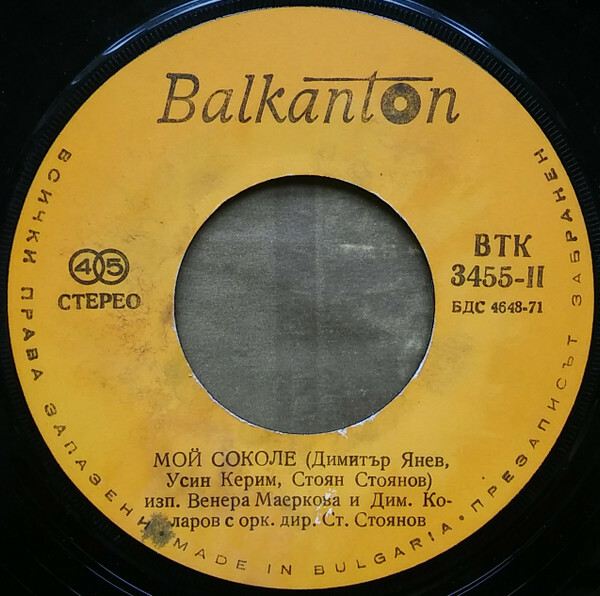 Balkanton
ВСИЧКИ ПРАВА ЗАПАЗЕНИ • MADE IN BULGARIA • ПРЕЗАПИСЪТ ЗАБРАНЕН
45
СТЕРЕО
ВТК
3455-II
БДС 4648-71
МОЙ СОКОЛЕ (Димитър Янев,
Усин Керим, Стоян Стоянов)
изп. Венера Маеркова и Дим. Ко-
ларов с орк. дир. Ст. Стоянов